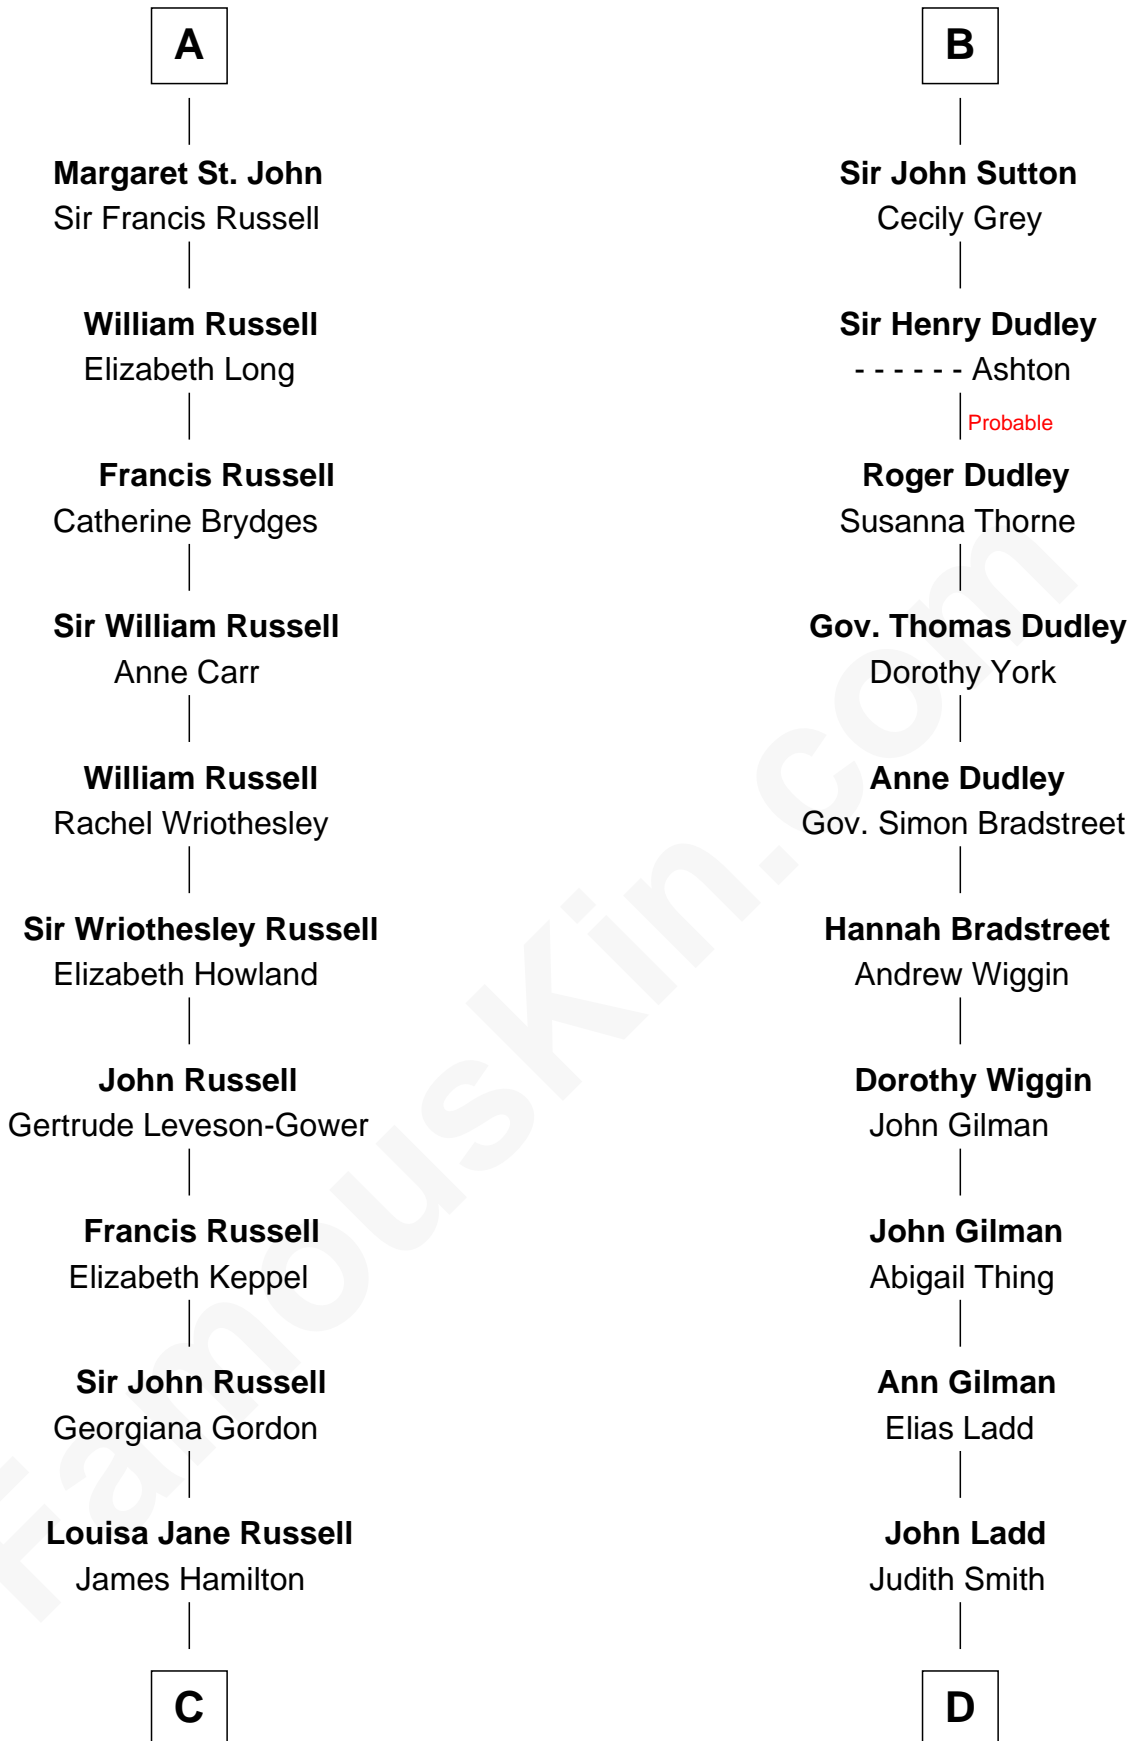 A
Margaret St. John
Sir Francis Russell
William Russell
Elizabeth Long
Francis Russell
Catherine Brydges
Sir William Russell
Anne Carr
William Russell
Rachel Wriothesley
Sir Wriothesley Russell
Elizabeth Howland
John Russell
Gertrude Leveson-Gower
Francis Russell
Elizabeth Keppel
Sir John Russell
Georgiana Gordon
Louisa Jane Russell
James Hamilton
C
B
Sir John Sutton
Cecily Grey
Sir Henry Dudley
- - - - - - Ashton
Probable
Roger Dudley
Susanna Thorne
Gov. Thomas Dudley
Dorothy York
Anne Dudley
Gov. Simon Bradstreet
Hannah Bradstreet
Andrew Wiggin
Dorothy Wiggin
John Gilman
John Gilman
Abigail Thing
Ann Gilman
Elias Ladd
John Ladd
Judith Smith
D
FamousKin.com